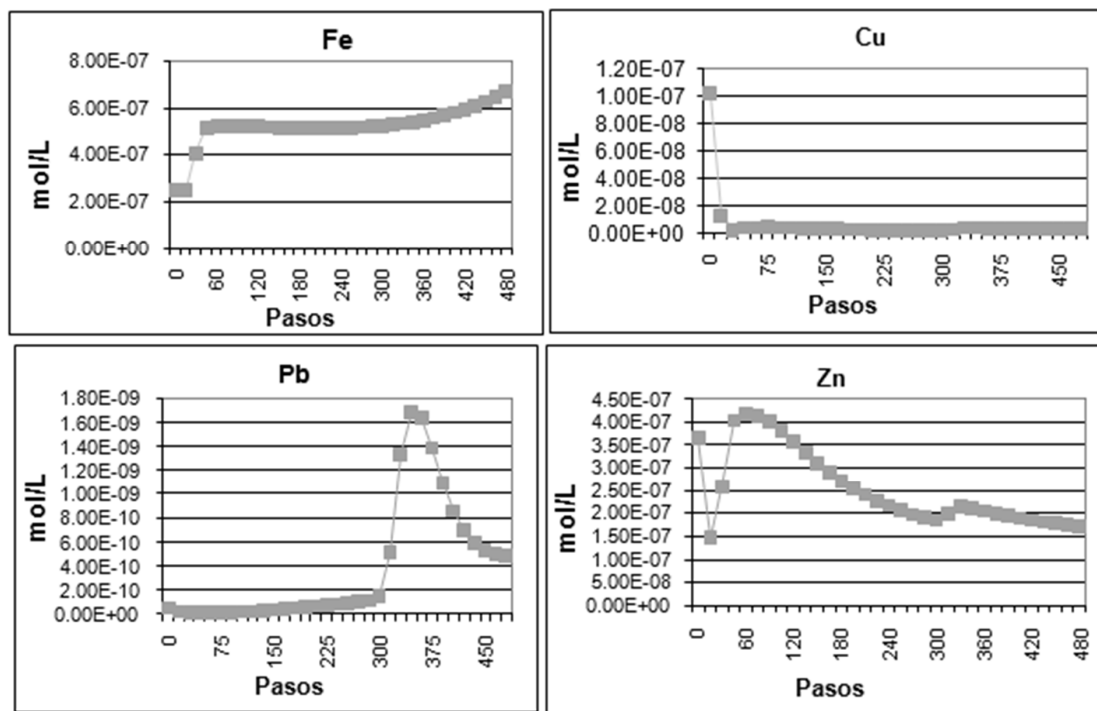 Fe
8.00E-07
6.00E-07
4.00E-07
2.00E-07
0.00E+00
mol/L
0
60
120
180
240
300
360
420
480
Pasos
Cu
1.20E-07
1.00E-07
8.00E-08
6.00E-08
4.00E-08
2.00E-08
0.00E+00
mol/L
0
75
150
225
300
375
450
Pasos
Pb
1.80E-09
1.60E-09
1.40E-09
1.20E-09
1.00E-09
8.00E-10
6.00E-10
4.00E-10
2.00E-10
0.00E+00
mol/L
0
75
150
225
300
375
450
Pasos
Zn
4.50E-07
4.00E-07
3.50E-07
3.00E-07
2.50E-07
2.00E-07
1.50E-07
1.00E-07
5.00E-08
0.00E+00
mol/L
0
60
120
180
240
300
360
420
480
Pasos